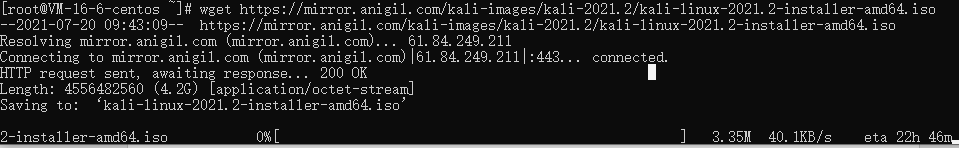 [root@VM-16-6-centos ~]# wget https://mirror.anigil.com/kali-images/kali-2021.2/kali-linux-2021.2-installer-amd64.iso
--2021-07-20 09:43:09--  https://mirror.anigil.com/kali-images/kali-2021.2/kali-linux-2021.2-installer-amd64.iso
Resolving mirror.anigil.com (mirror.anigil.com)... 61.84.249.211
Connecting to mirror.anigil.com (mirror.anigil.com)|61.84.249.211|:443... connected.
HTTP request sent, awaiting response... 200 OK
Length: 4556482560 (4.2G) [application/octet-stream]
Saving to: ‘kali-linux-2021.2-installer-amd64.iso’
2-installer-amd64.iso 0%[ ] 3.35M 40.1KB/s eta 22h 46m